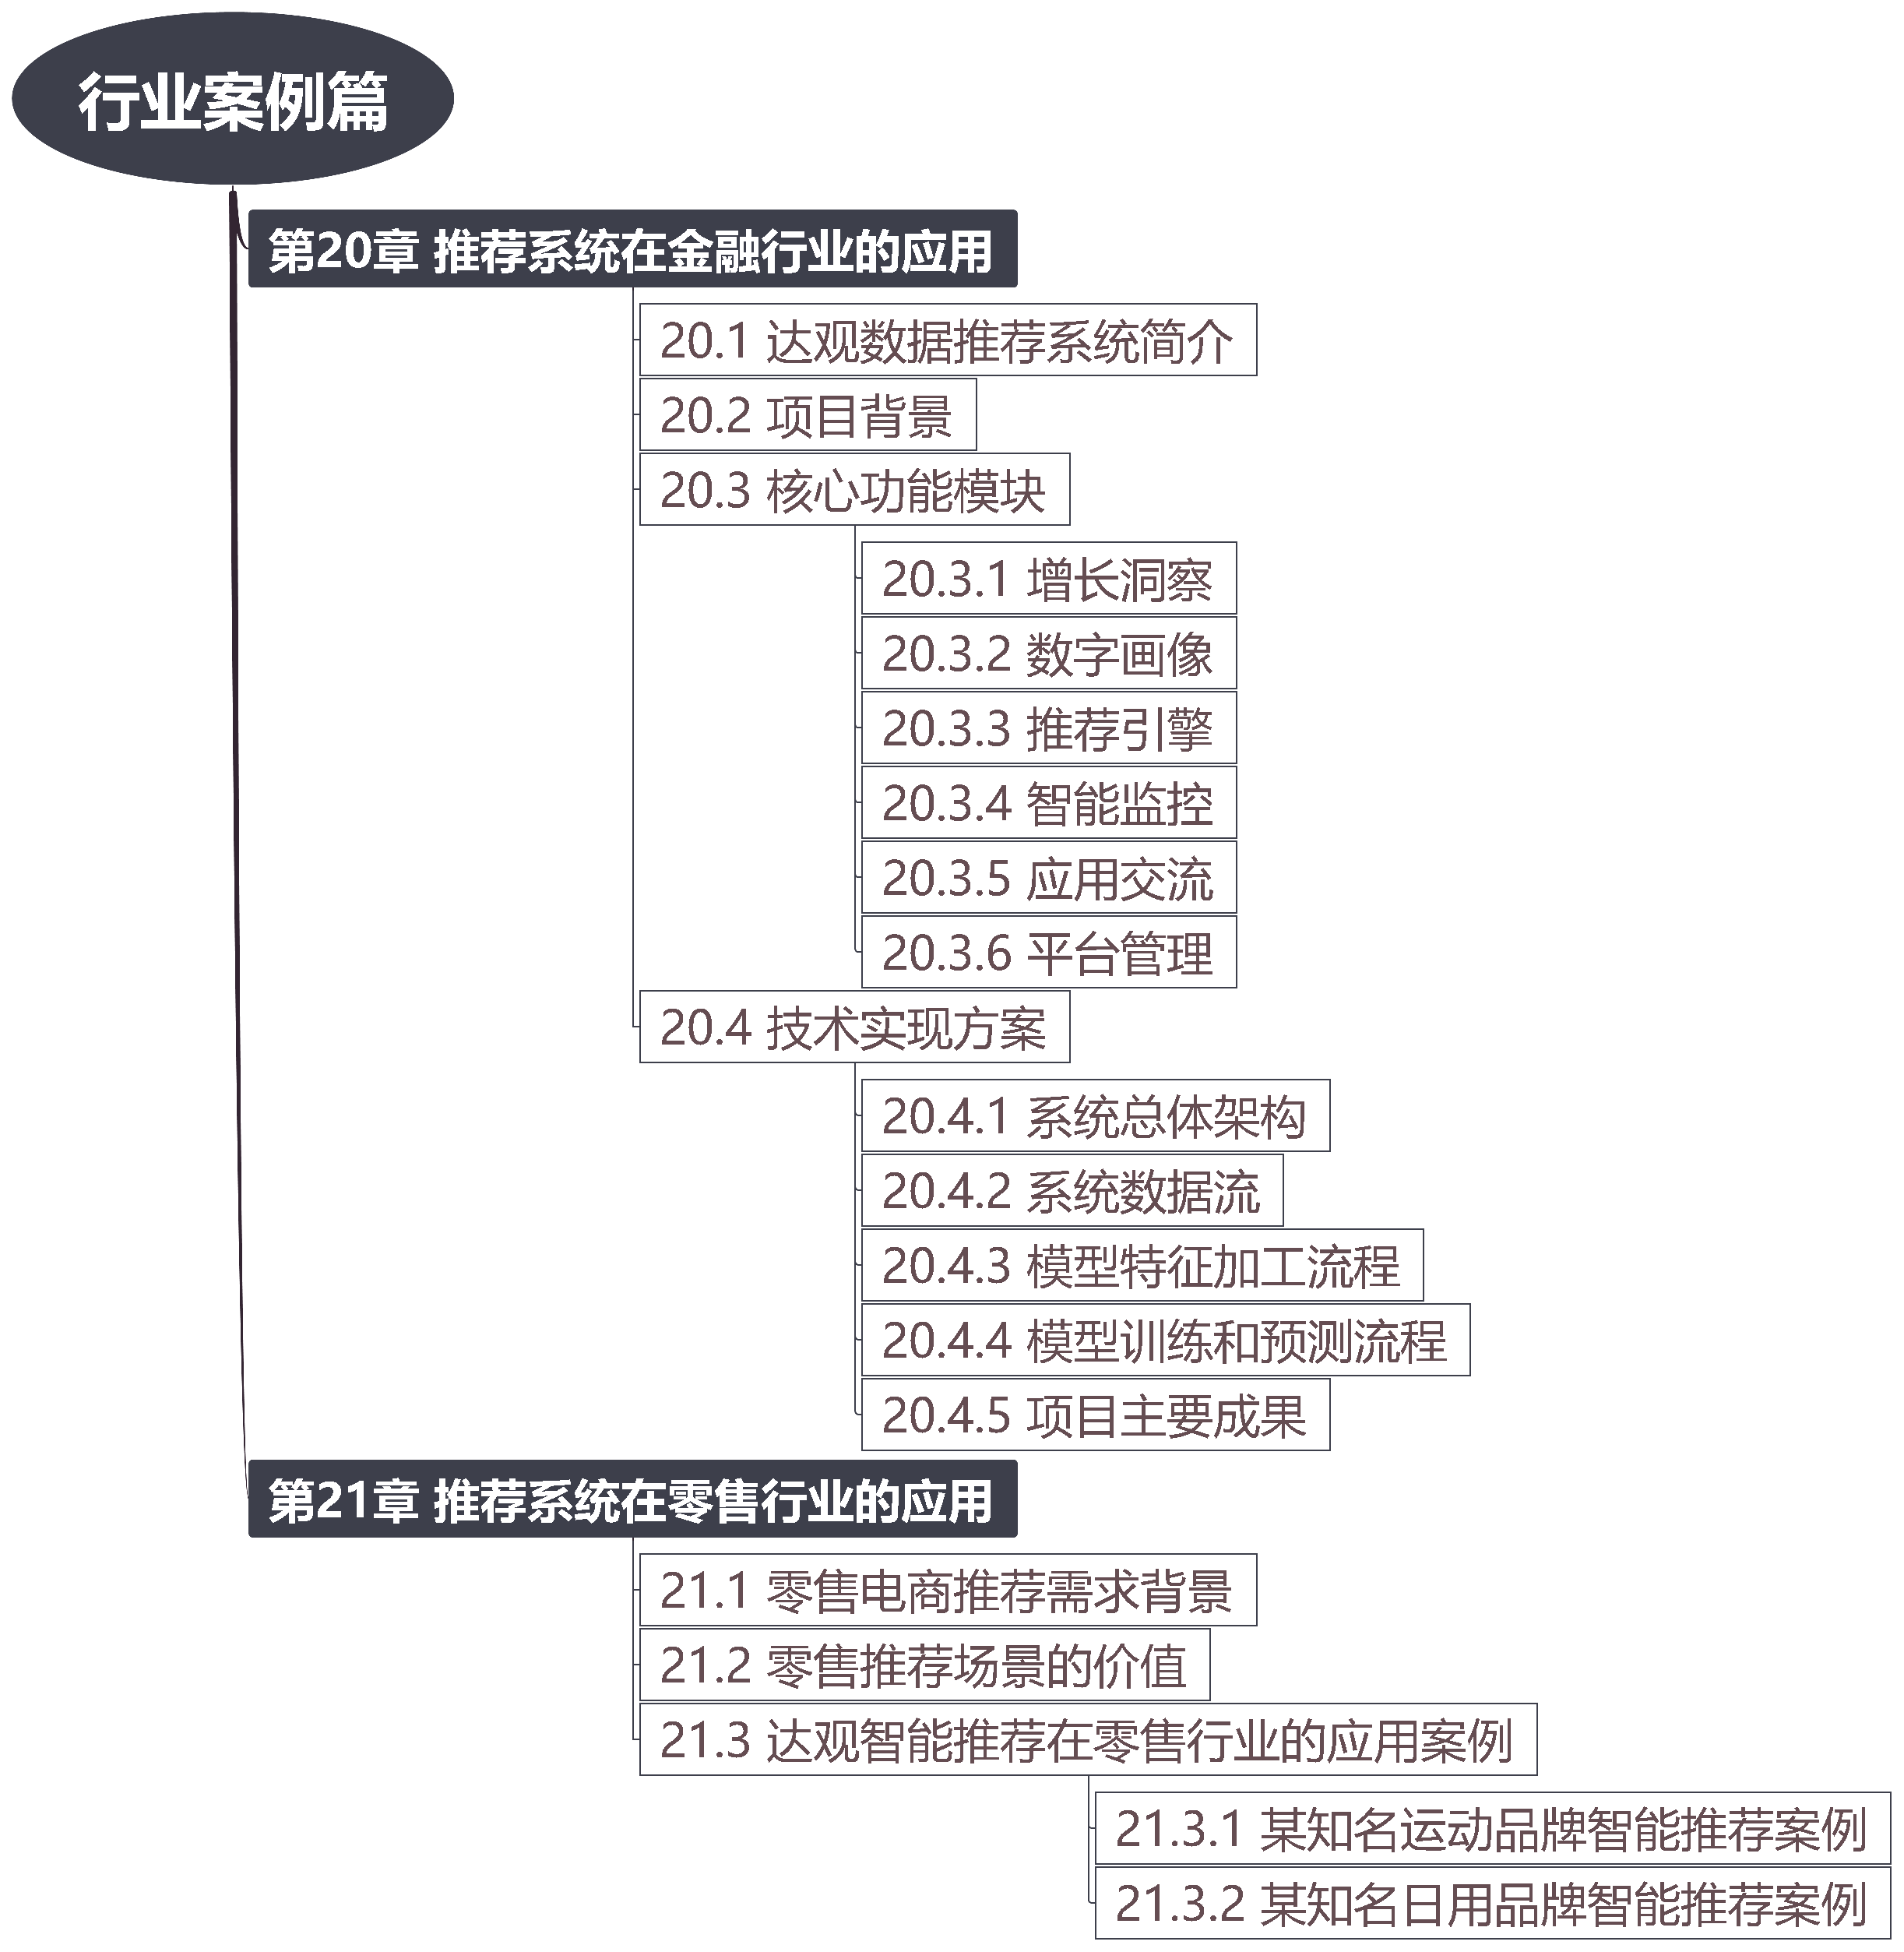 行业案例篇
第20章 推荐系统在金融行业的应用
20.1 达观数据推荐系统简介
20.2 项目背景
20.3 核心功能模块
20.3.1 增长洞察
20.3.2 数字画像
20.3.3 推荐引擎
20.3.4 智能监控
20.3.5 应用交流
20.3.6 平台管理
20.4 技术实现方案
20.4.1 系统总体架构
20.4.2 系统数据流
20.4.3 模型特征加工流程
20.4.4 模型训练和预测流程
20.4.5 项目主要成果
第21章 推荐系统在零售行业的应用
21.1 零售电商推荐需求背景
21.2 零售推荐场景的价值
21.3 达观智能推荐在零售行业的应用案例
21.3.1 某知名运动品牌智能推荐案例
21.3.2 某知名日用品牌智能推荐案例